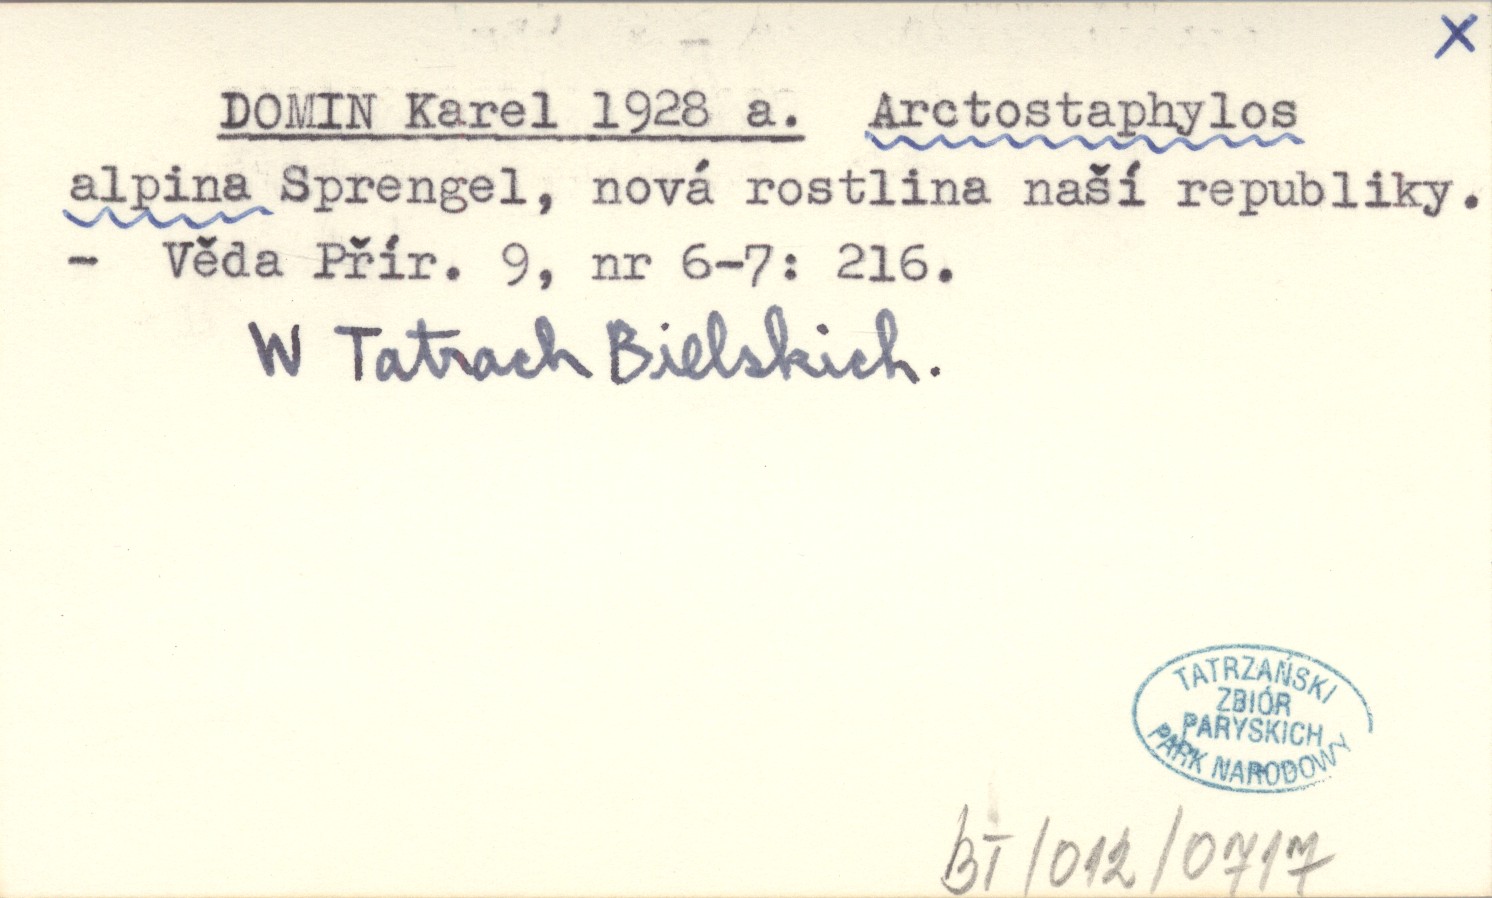 X
DOMIN Karel 1928 a. Arctostaphylos
alpina Sprengel, nová rostlina naší republiky.
- Věda Přír. 9, nr 6-7: 216.
W Tatrach Bielskich.
TATRZAŃSKI
ZBIÓR
PARYSKICH
PARK NARODOWY
BT/012/0717